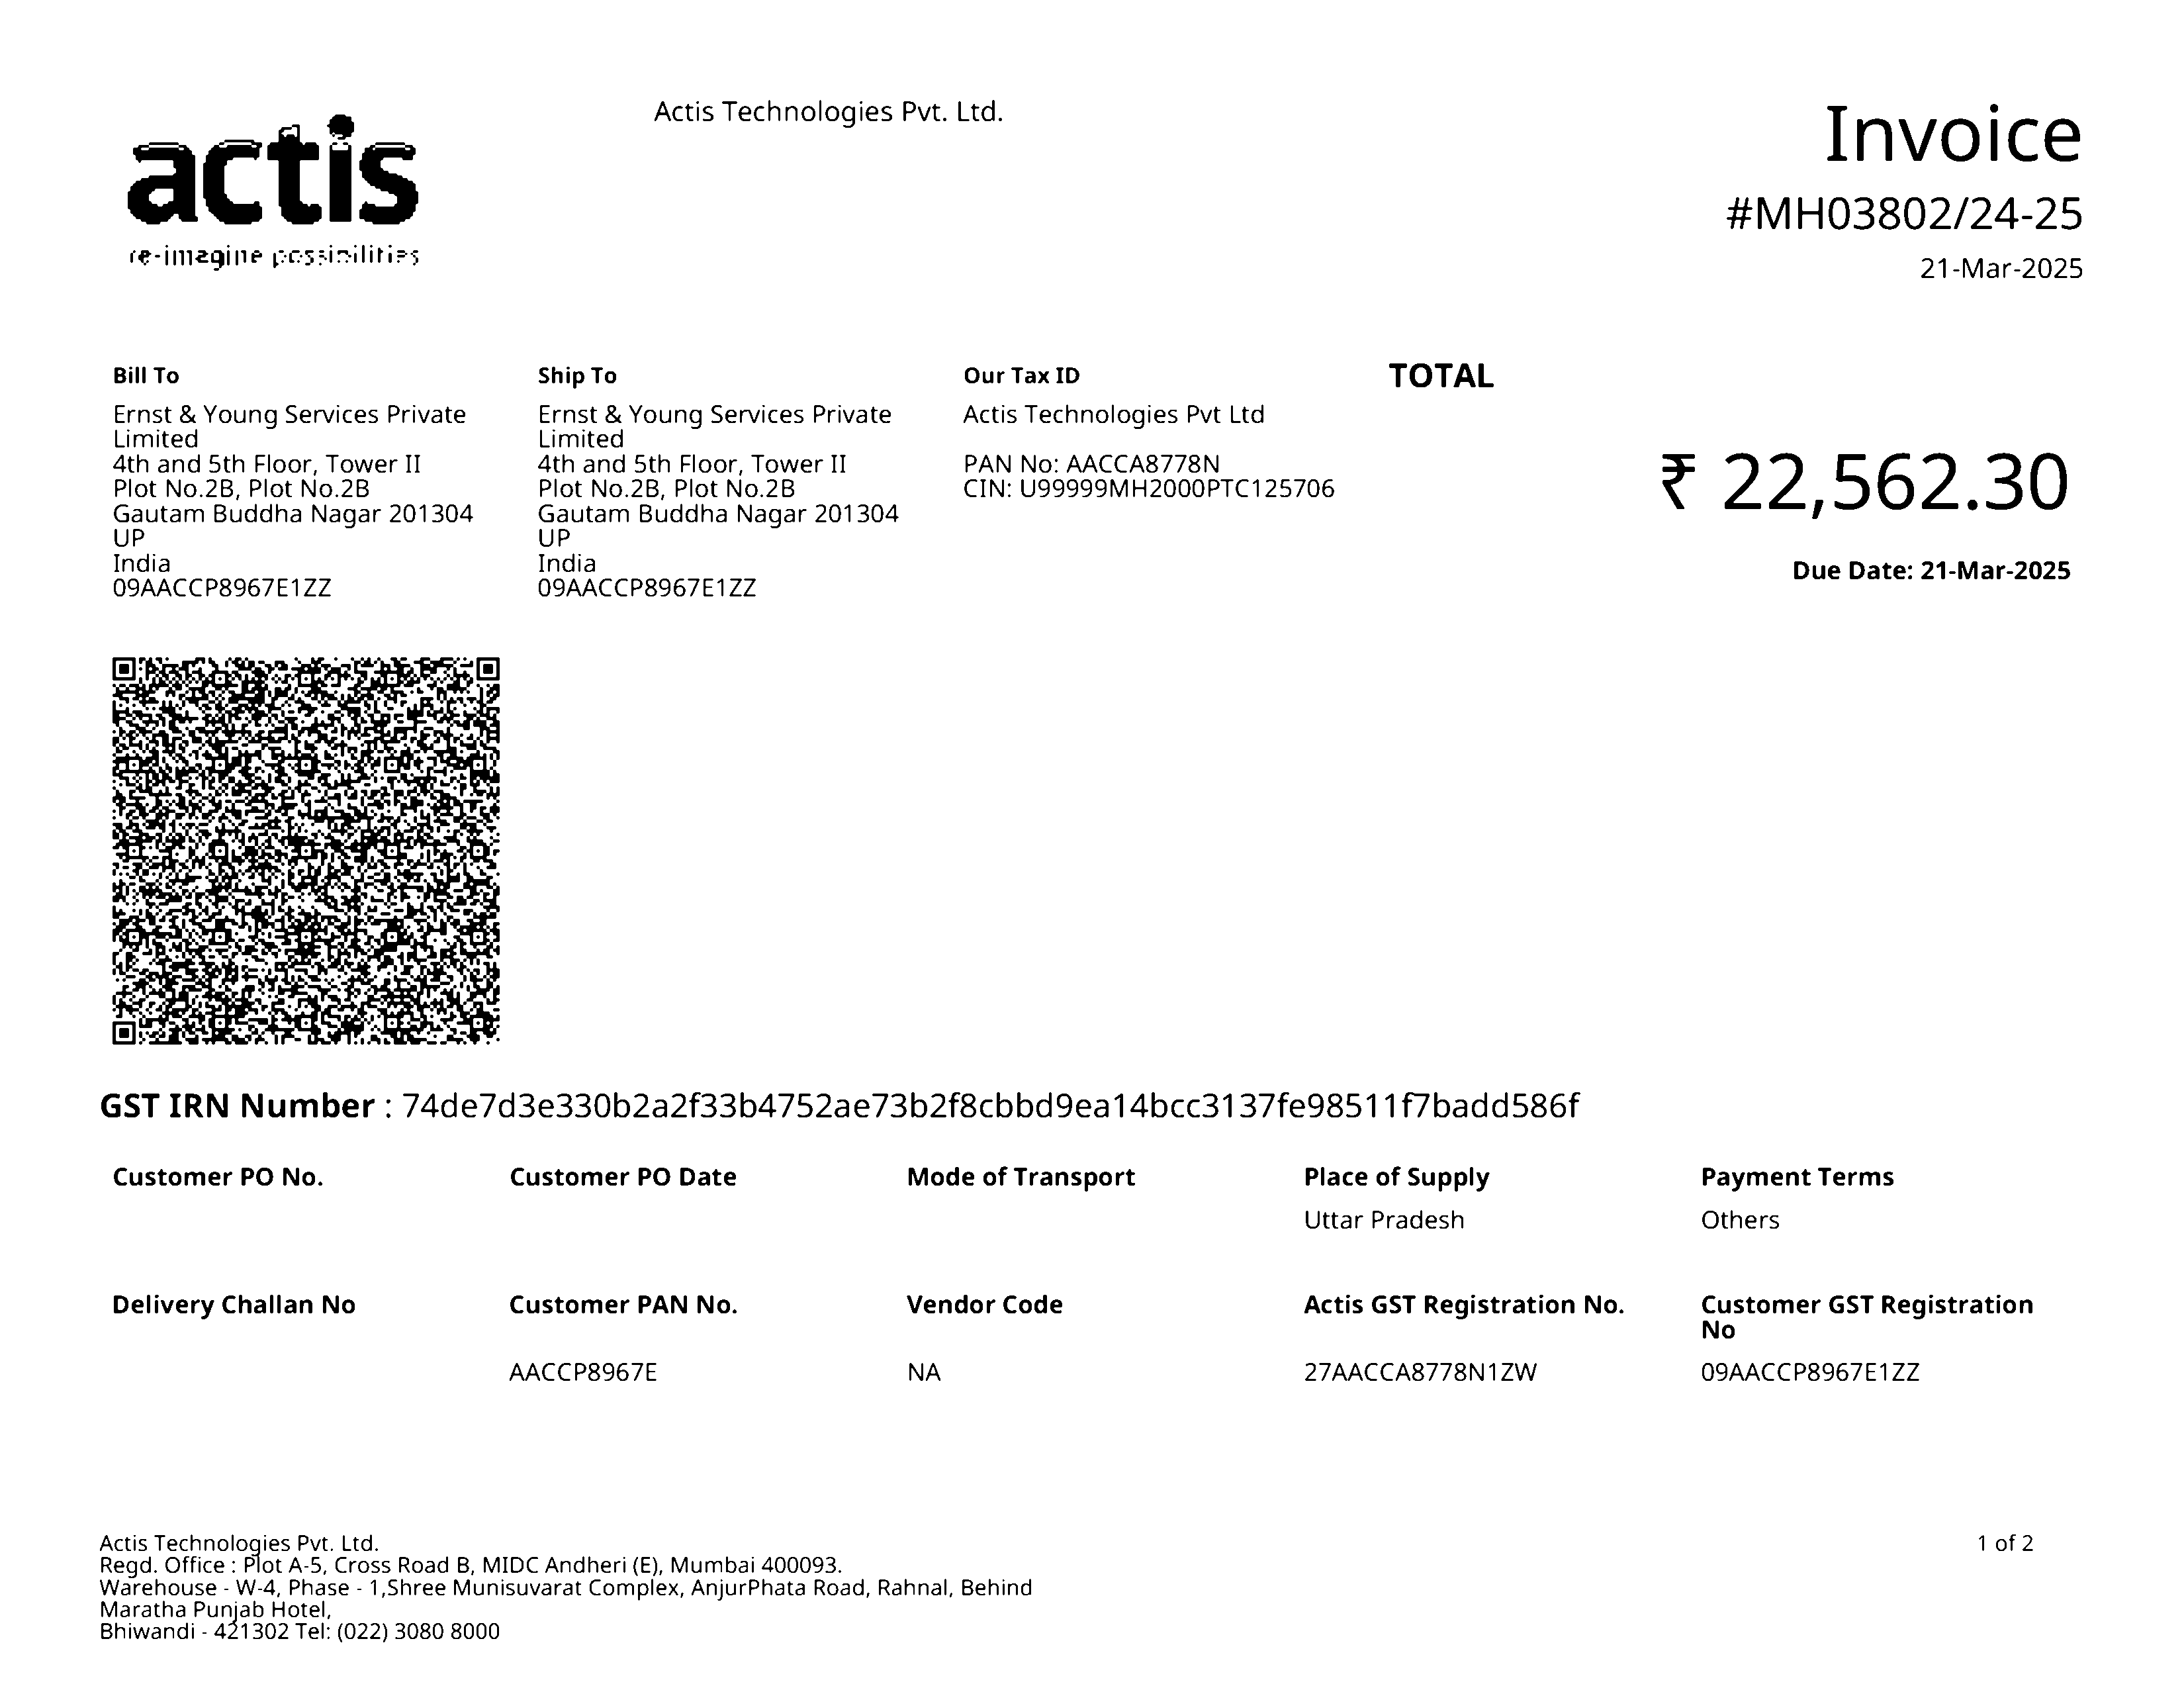 actis
re-imagine possibilities
Actis Technologies Pvt. Ltd.
Invoice
#MH03802/24-25
21-Mar-2025
Bill To
Ernst & Young Services Private
Limited
4th and 5th Floor, Tower II
Plot No.2B, Plot No.2B
Gautam Buddha Nagar 201304
UP
India
09AACCP8967E1ZZ
Ship To
Ernst & Young Services Private
Limited
4th and 5th Floor, Tower II
Plot No.2B, Plot No.2B
Gautam Buddha Nagar 201304
UP
India
09AACCP8967E1ZZ
Our Tax ID
Actis Technologies Pvt Ltd
PAN No: AACCA8778N
CIN: U99999MH2000PTC125706
TOTAL
₹ 22,562.30
Due Date: 21-Mar-2025
GST IRN Number : 74de7d3e330b2a2f33b4752ae73b2f8cbbd9ea14bcc3137fe98511f7badd586f
Customer PO No.
Customer PO Date
Mode of Transport
Place of Supply
Uttar Pradesh
Payment Terms
Others
Delivery Challan No
Customer PAN No.
AACCP8967E
Vendor Code
NA
Actis GST Registration No.
27AACCA8778N1ZW
Customer GST Registration
No
09AACCP8967E1ZZ
Actis Technologies Pvt. Ltd.
Regd. Office : Plot A-5, Cross Road B, MIDC Andheri (E), Mumbai 400093.
Warehouse - W-4, Phase - 1,Shree Munisuvarat Complex, AnjurPhata Road, Rahnal, Behind
Maratha Punjab Hotel,
Bhiwandi - 421302 Tel: (022) 3080 8000
1 of 2